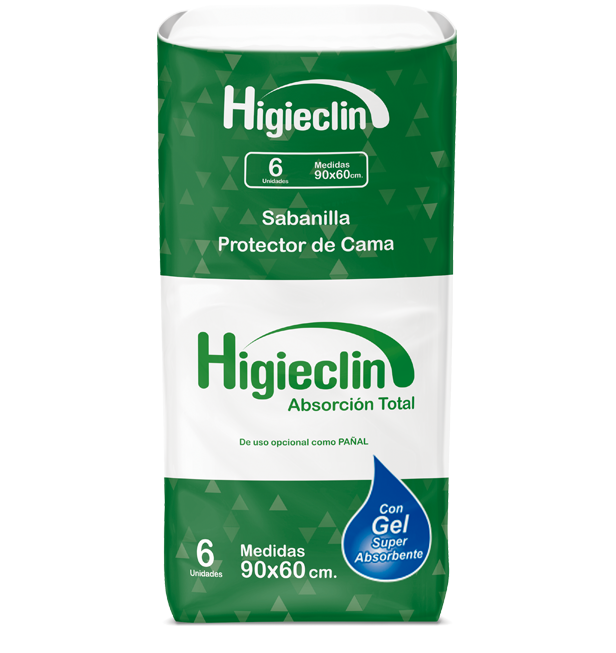 Higieclin
6 Medidas
Unidades 90x60cm.
Sabanilla
Protector de Cama
Higieclin
Absorción Total
De uso opcional como PAÑAL
Con
Gel
Super
Absorbente
6 Medidas
Unidades 90x60 cm.